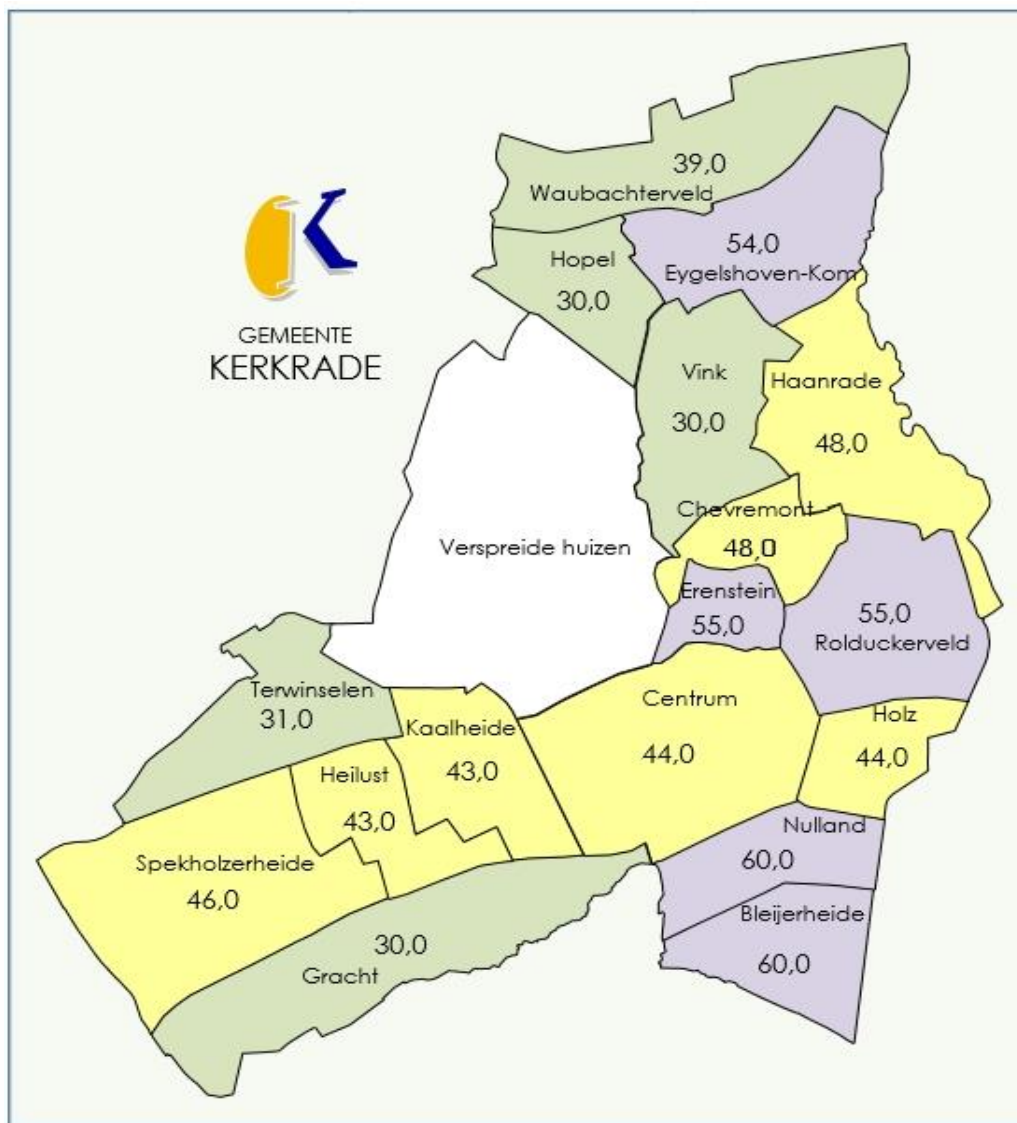 39,0
Waubachterveld
54,0
Eygelshoven-Kom
Hopel
30,0
GEMEENTE
KERKRADE
Vink
30,0
Haanrade
48,0
Chevremont
48,0
Verspreide huizen
Erenstein
55,0
55,0
Rolduckerveld
Terwinselen
31,0
Centrum
44,0
Holz
44,0
Kaalheide
43,0
Heilust
43,0
Nulland
60,0
Spekholzerheide
46,0
Bleijerheide
60,0
30,0
Gracht